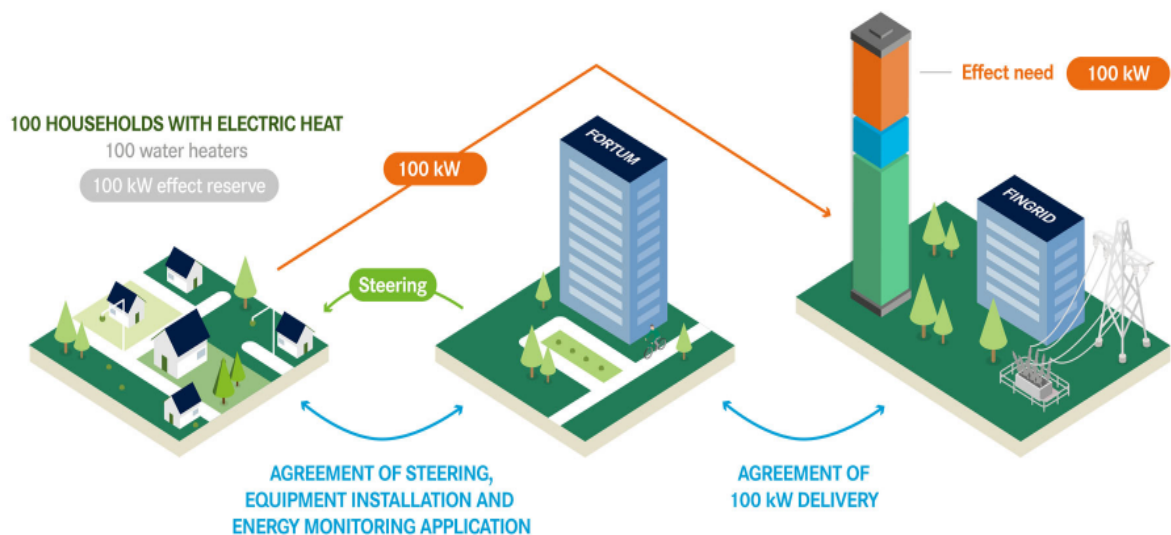 100 HOUSEHOLDS WITH ELECTRIC HEAT
100 water heaters
100 kW effect reserve
100 kW
Steering
FORTUM
Effect need 100 kW
FINGRID
AGREEMENT OF STEERING,
EQUIPMENT INSTALLATION AND
ENERGY MONITORING APPLICATION
AGREEMENT OF
100 kW DELIVERY